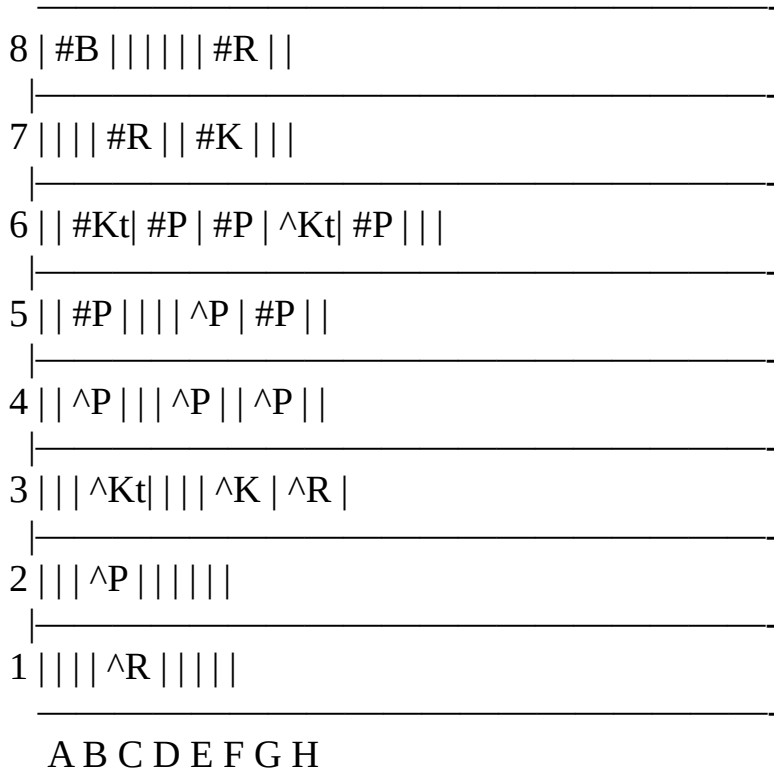 8 | #B | | | | | | #R | |
7 | | | | #R | | #K | | |
6 | | #Kt| #P | #P | ^Kt| #P | | |
5 | | #P | | | | ^P | #P | |
4 | | ^P | | | ^P | | ^P | |
3 | | | ^Kt| | | | ^K | ^R |
2 | | | ^P | | | | | |
1 | | | | ^R | | | | |
A B C D E F G H